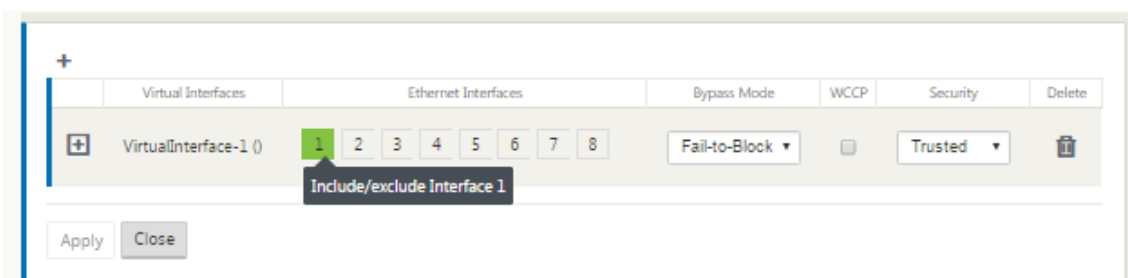 +
Virtual Interfaces Ethernet Interfaces Bypass Mode WCCP Security Delete
VirtualInterface-1 () 1 2 3 4 5 6 7 8 Fail-to-Block Trusted
Include/exclude Interface 1
Apply Close